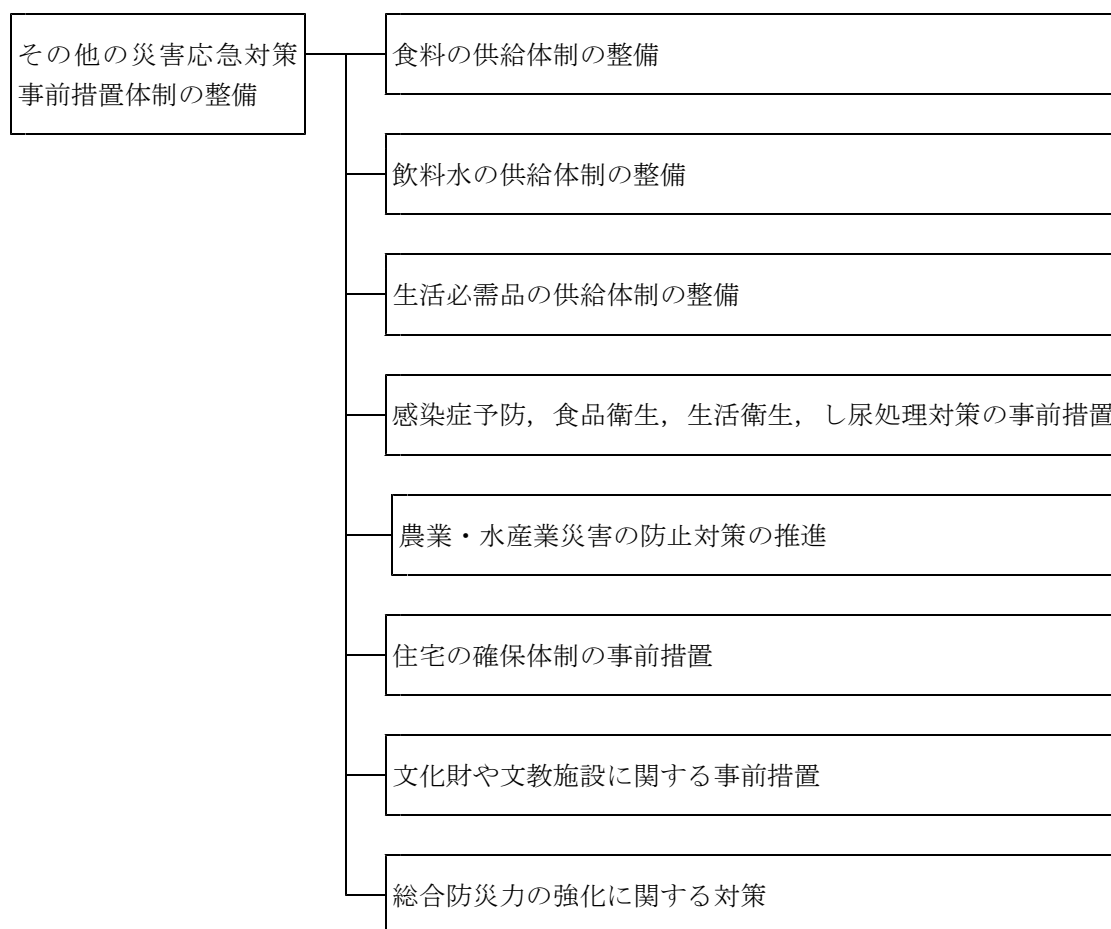 その他の災害応急対策
事前措置体制の整備
食料の供給体制の整備
飲料水の供給体制の整備
生活必需品の供給体制の整備
感染症予防，食品衛生，生活衛生，し尿処理対策の事前措置
農業・水産業災害の防止対策の推進
住宅の確保体制の事前措置
文化財や文教施設に関する事前措置
総合防災力の強化に関する対策